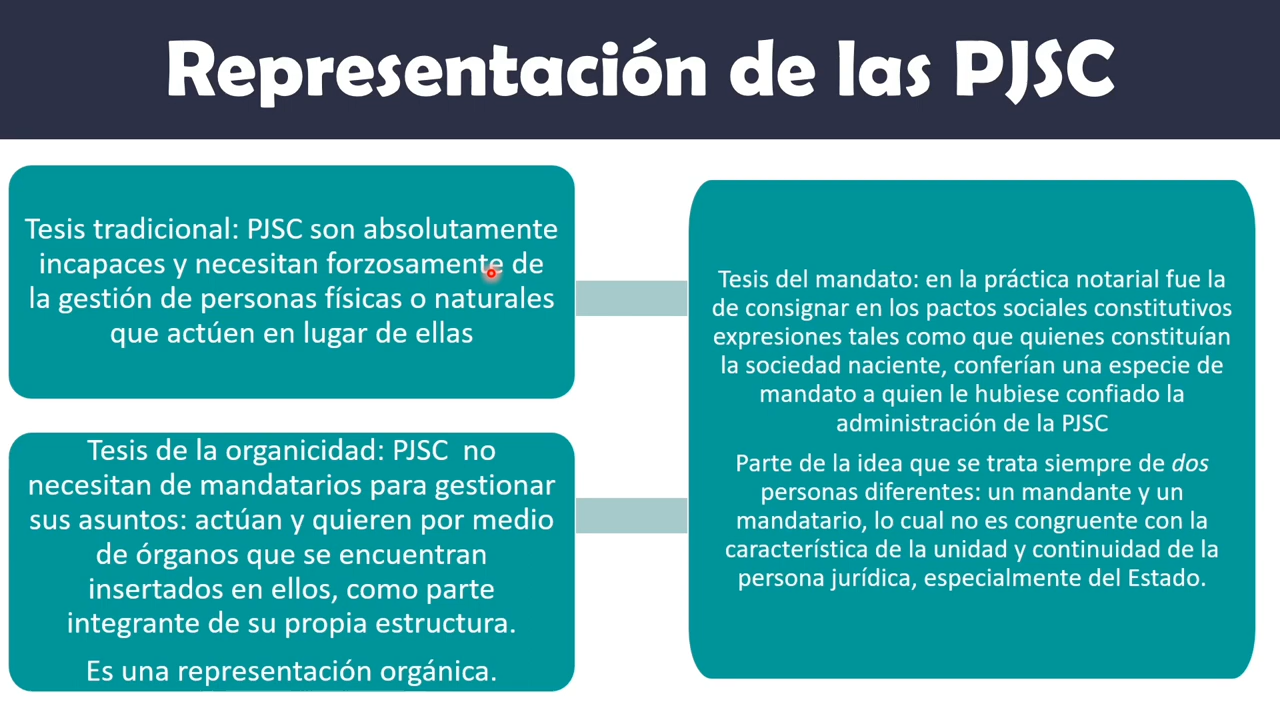 Representación de las PJSC
Tesis tradicional: PJSC son absolutamente
incapaces y necesitan forzosamente de
la gestión de personas físicas o naturales
que actúen en lugar de ellas
Tesis de la organicidad: PJSC  no
necesitan de mandatarios para gestionar
sus asuntos: actúan y quieren por medio
de órganos que se encuentran
insertados en ellos, como parte
integrante de su propia estructura.
Es una representación orgánica.
Tesis del mandato: en la práctica notarial fue la
de consignar en los pactos sociales constitutivos
expresiones tales como que quienes constituían
la sociedad naciente, conferían una especie de
mandato a quien le hubiese confiado la
administración de la PJSC
Parte de la idea que se trata siempre de dos
personas diferentes: un mandante y un
mandatario, lo cual no es congruente con la
característica de la unidad y continuidad de la
persona jurídica, especialmente del Estado.